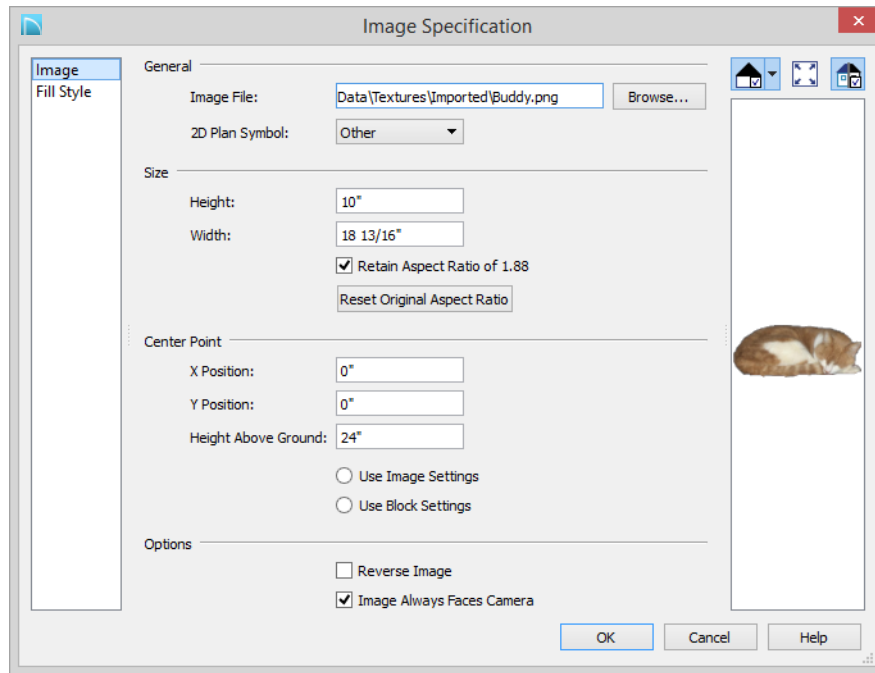 Image Specification
Image
Fill Style
General
Image File: Data\Textures\Imported\Buddy.png Browse...
2D Plan Symbol: Other
Size
Height: 10"
Width: 18 13/16"
Retain Aspect Ratio of 1.88
Reset Original Aspect Ratio
Center Point
X Position: 0"
Y Position: 0"
Height Above Ground: 24"
Use Image Settings
Use Block Settings
Options
Reverse Image
Image Always Faces Camera
OK Cancel Help